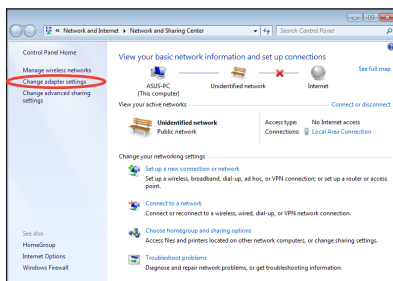 « Network and Internet ▸ Network and Sharing Center
Search Control Panel
Control Panel Home
Manage wireless networks
Change adapter settings
Change advanced sharing
settings
See also
HomeGroup
Internet Options
Windows Firewall
View your basic network information and set up connections
See full map
ASUS-PC
(This computer)
Unidentified network
Internet
View your active networks
Connect or disconnect
Unidentified network
Public network
Access type: No Internet access
Connections: Local Area Connection
Change your networking settings
Set up a new connection or network
Set up a wireless, broadband, dial-up, ad hoc, or VPN connection; or set up a router or access
point.
Connect to a network
Connect or reconnect to a wireless, wired, dial-up, or VPN network connection.
Choose homegroup and sharing options
Access files and printers located on other network computers, or change sharing settings.
Troubleshoot problems
Diagnose and repair network problems, or get troubleshooting information.